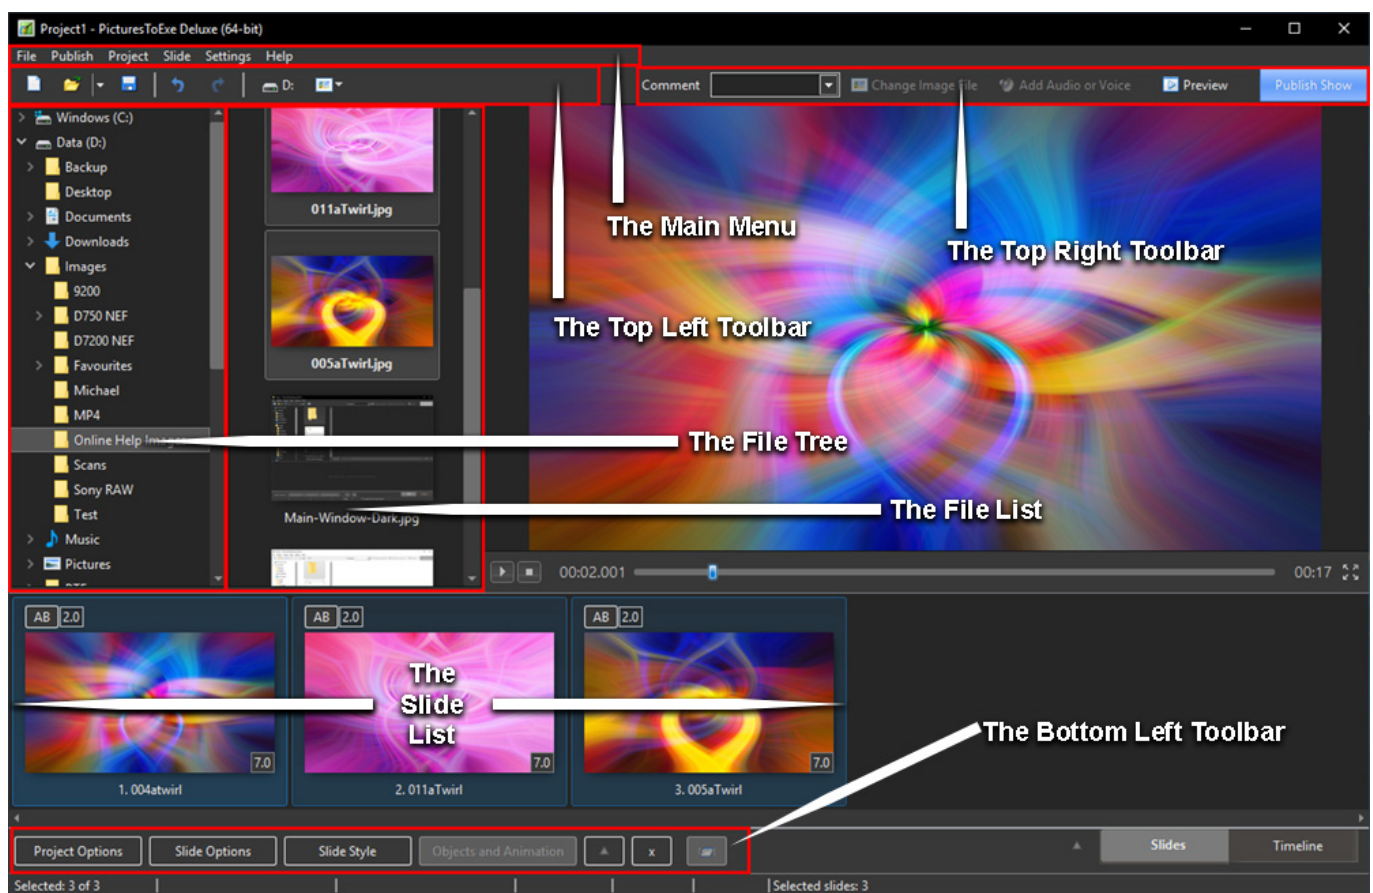 Project1 - PicturesToExe Deluxe (64-bit)
File Publish Project Slide Settings Help
D:
Comment
Change Image File
Add Audio or Voice
Preview
Publish Show
Windows (C:)
Data (D:)
Backup
Desktop
Documents
Downloads
Images
9200
D750 NEF
D7200 NEF
Favourites
Michael
MP4
Online Help Images
Scans
Sony RAW
Test
Music
Pictures
011aTwirl.jpg
005aTwirl.jpg
Main-Window-Dark.jpg
The Main Menu
The Top Right Toolbar
The Top Left Toolbar
The File Tree
The File List
00:02.001
00:17
AB 2.0
7.0
1. 004atwirl
AB 2.0
7.0
2. 011aTwirl
AB 2.0
7.0
3. 005aTwirl
The
Slide
List
The Bottom Left Toolbar
Project Options
Slide Options
Slide Style
Objects and Animation
x
Slides
Timeline
Selected: 3 of 3
Selected slides: 3